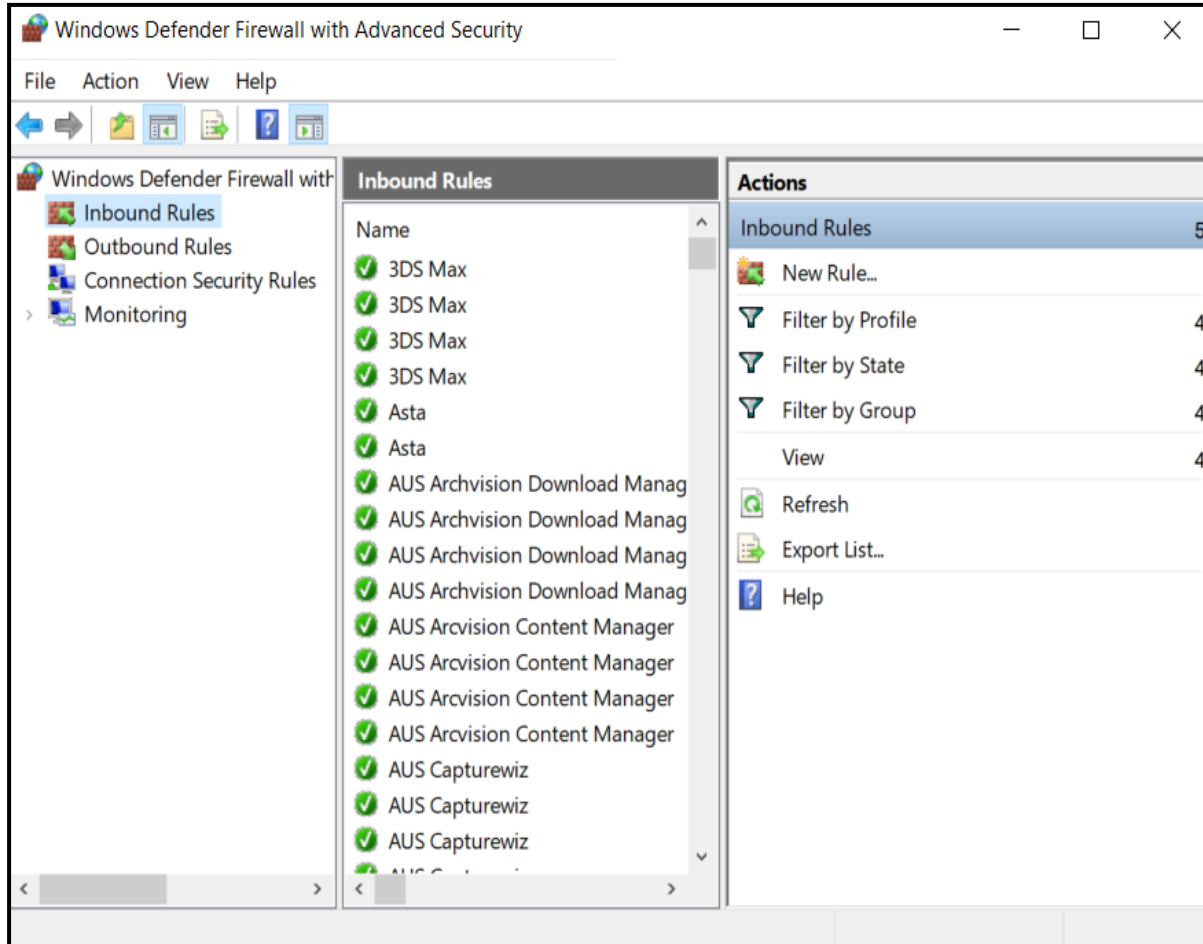 Windows Defender Firewall with Advanced Security
File Action View Help
Windows Defender Firewall with
Inbound Rules
Outbound Rules
Connection Security Rules
Monitoring
Inbound Rules
Name
3DS Max
3DS Max
3DS Max
3DS Max
Asta
Asta
AUS Archvision Download Manag
AUS Archvision Download Manag
AUS Archvision Download Manag
AUS Archvision Download Manag
AUS Arcvision Content Manager
AUS Arcvision Content Manager
AUS Arcvision Content Manager
AUS Arcvision Content Manager
AUS Capturewiz
AUS Capturewiz
AUS Capturewiz
Actions
Inbound Rules
New Rule...
Filter by Profile
Filter by State
Filter by Group
View
Refresh
Export List...
Help